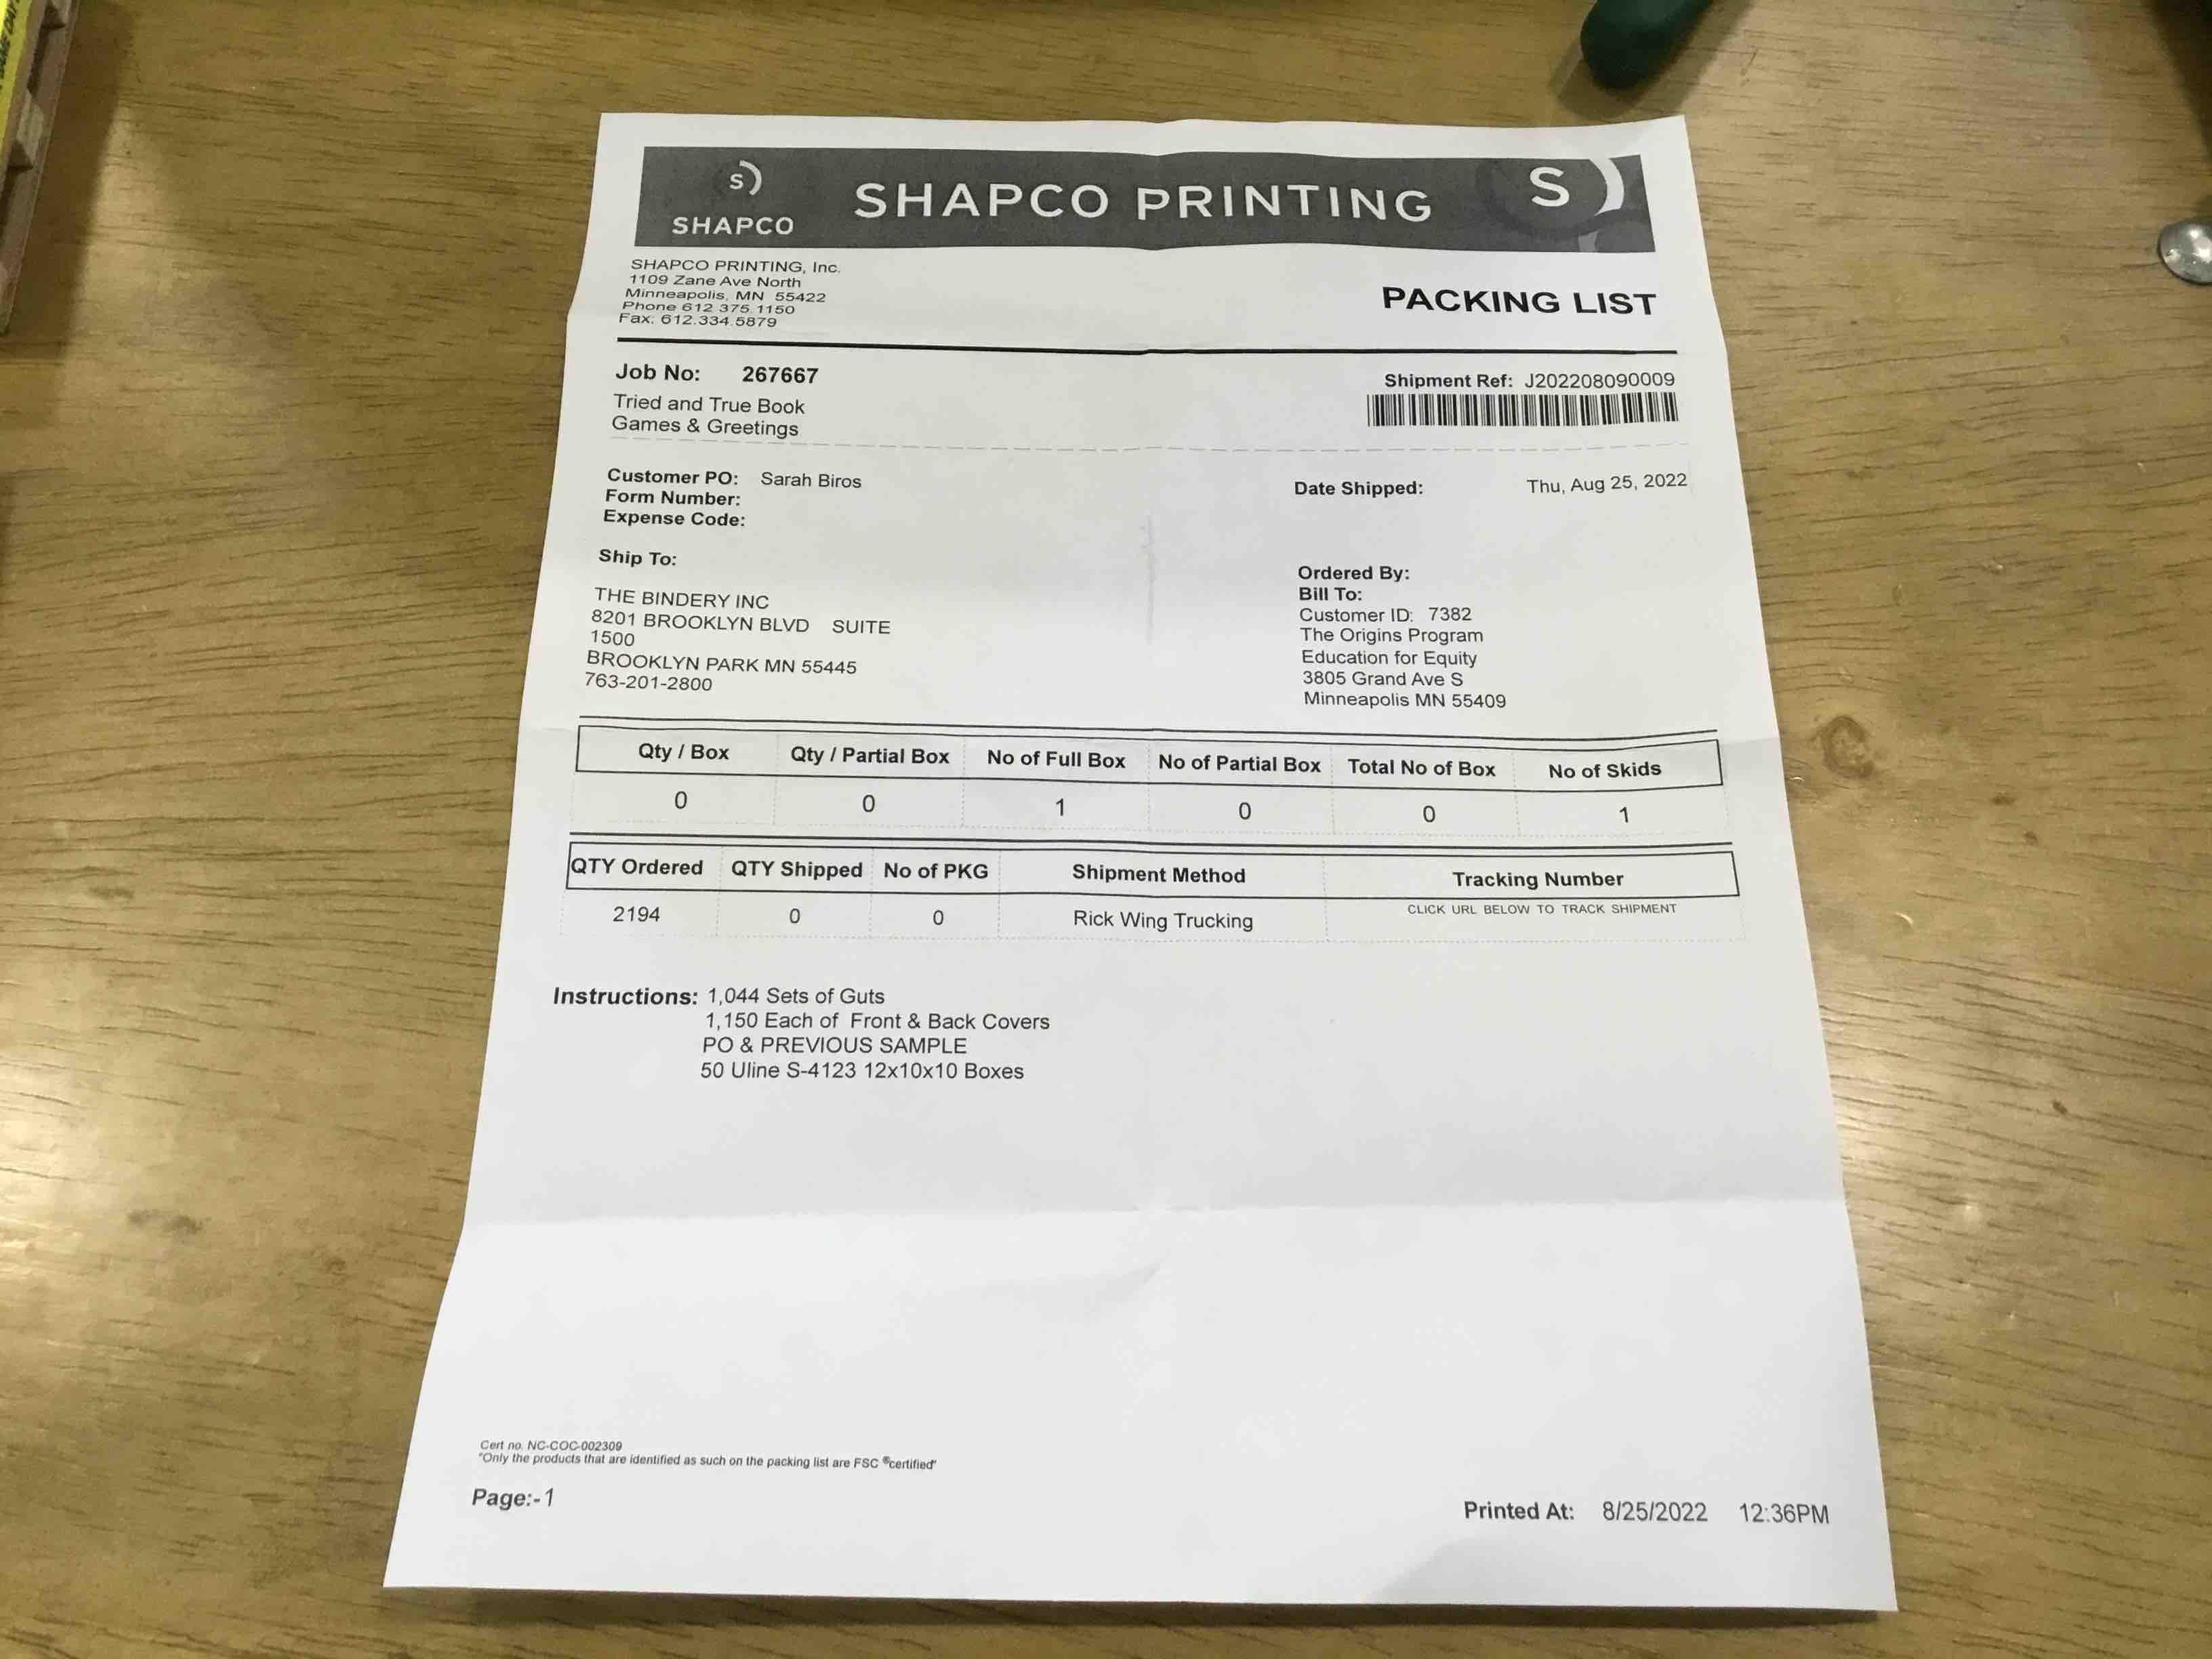 S)
SHAPCO
SHAPCO PRINTING
S)
SHAPCO PRINTING, Inc.
1109 Zane Ave North
Minneapolis, MN 55422
Phone 612.375.1150
Fax: 612.334.5879
PACKING LIST
Job No: 267667
Tried and True Book
Games & Greetings
Shipment Ref: J202208090009
Customer PO: Sarah Biros
Form Number:
Expense Code:
Date Shipped: Thu, Aug 25, 2022
Ship To:
THE BINDERY INC
8201 BROOKLYN BLVD SUITE
1500
BROOKLYN PARK MN 55445
763-201-2800
Ordered By:
Bill To:
Customer ID: 7382
The Origins Program
Education for Equity
3805 Grand Ave S
Minneapolis MN 55409
Qty / Box Qty / Partial Box No of Full Box No of Partial Box Total No of Box No of Skids
0 0 1 0 0 1
QTY Ordered QTY Shipped No of PKG Shipment Method Tracking Number
2194 0 0 Rick Wing Trucking CLICK URL BELOW TO TRACK SHIPMENT
Instructions: 1,044 Sets of Guts
1,150 Each of Front & Back Covers
PO & PREVIOUS SAMPLE
50 Uline S-4123 12x10x10 Boxes
Cert no. NC-COC-002309
"Only the products that are identified as such on the packing list are FSC ®certified"
Page:-1
Printed At: 8/25/2022 12:36PM